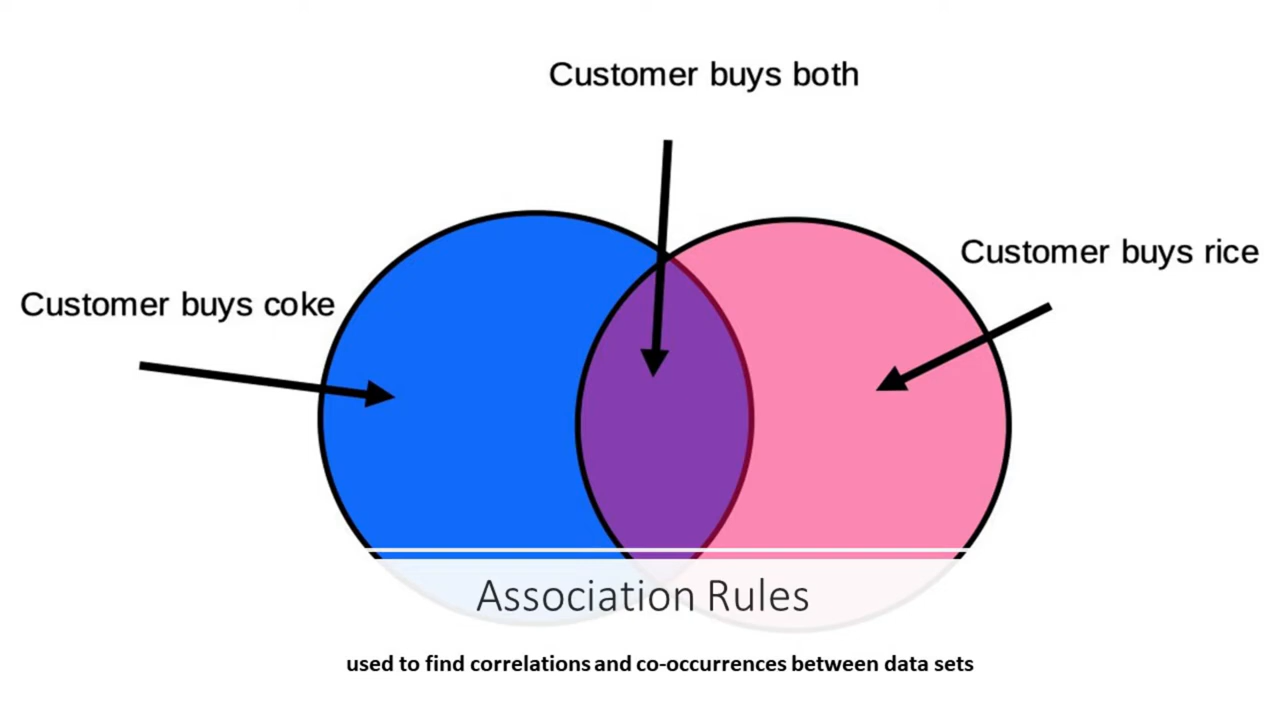 Customer buys both
Customer buys rice
Customer buys coke
Association Rules
used to find correlations and co-occurrences between data sets